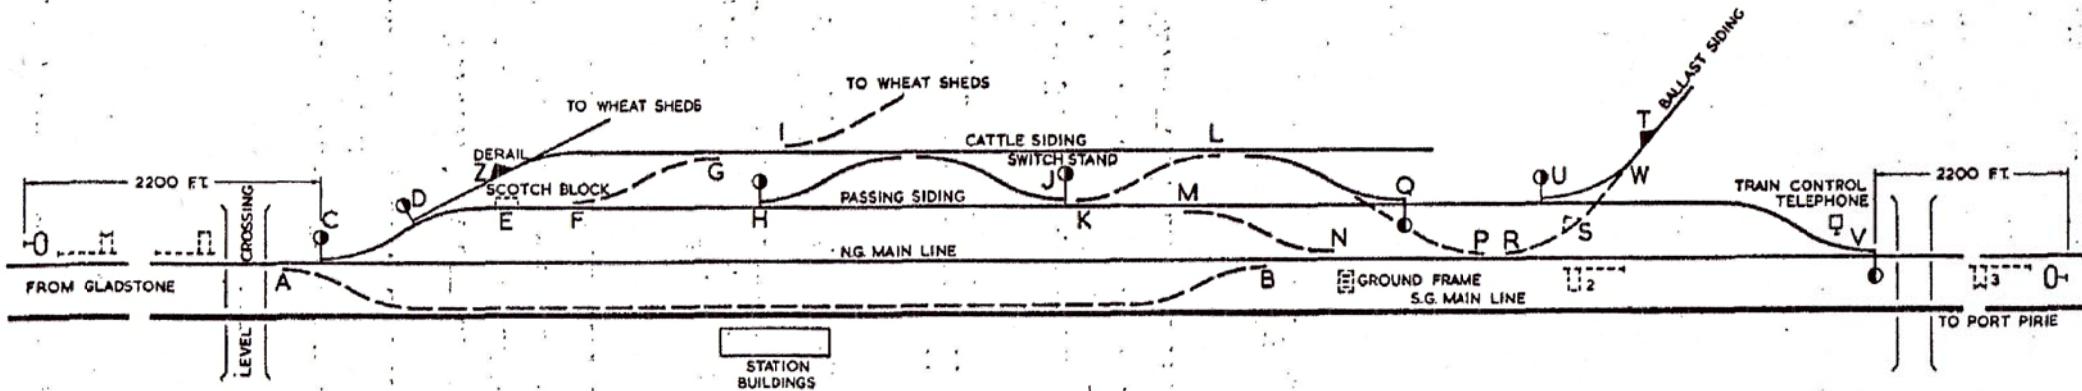 BALLAST SIDING
TO WHEAT SHEDS
TO WHEAT SHEDS
I
CATTLE SIDING
L
T
DERAIL
Z
SWITCH STAND
2200 FT.
D
SCOTCH BLOCK
G
J
Q
U
W
TRAIN CONTROL
TELEPHONE
2200 FT.
C
E
F
H
PASSING SIDING
K
M
LEVEL CROSSING
N
P
R
S
V
N.G. MAIN LINE
FROM GLADSTONE
A
B
GROUND FRAME
2
3
S.G. MAIN LINE
TO PORT PIRIE
STATION
BUILDINGS